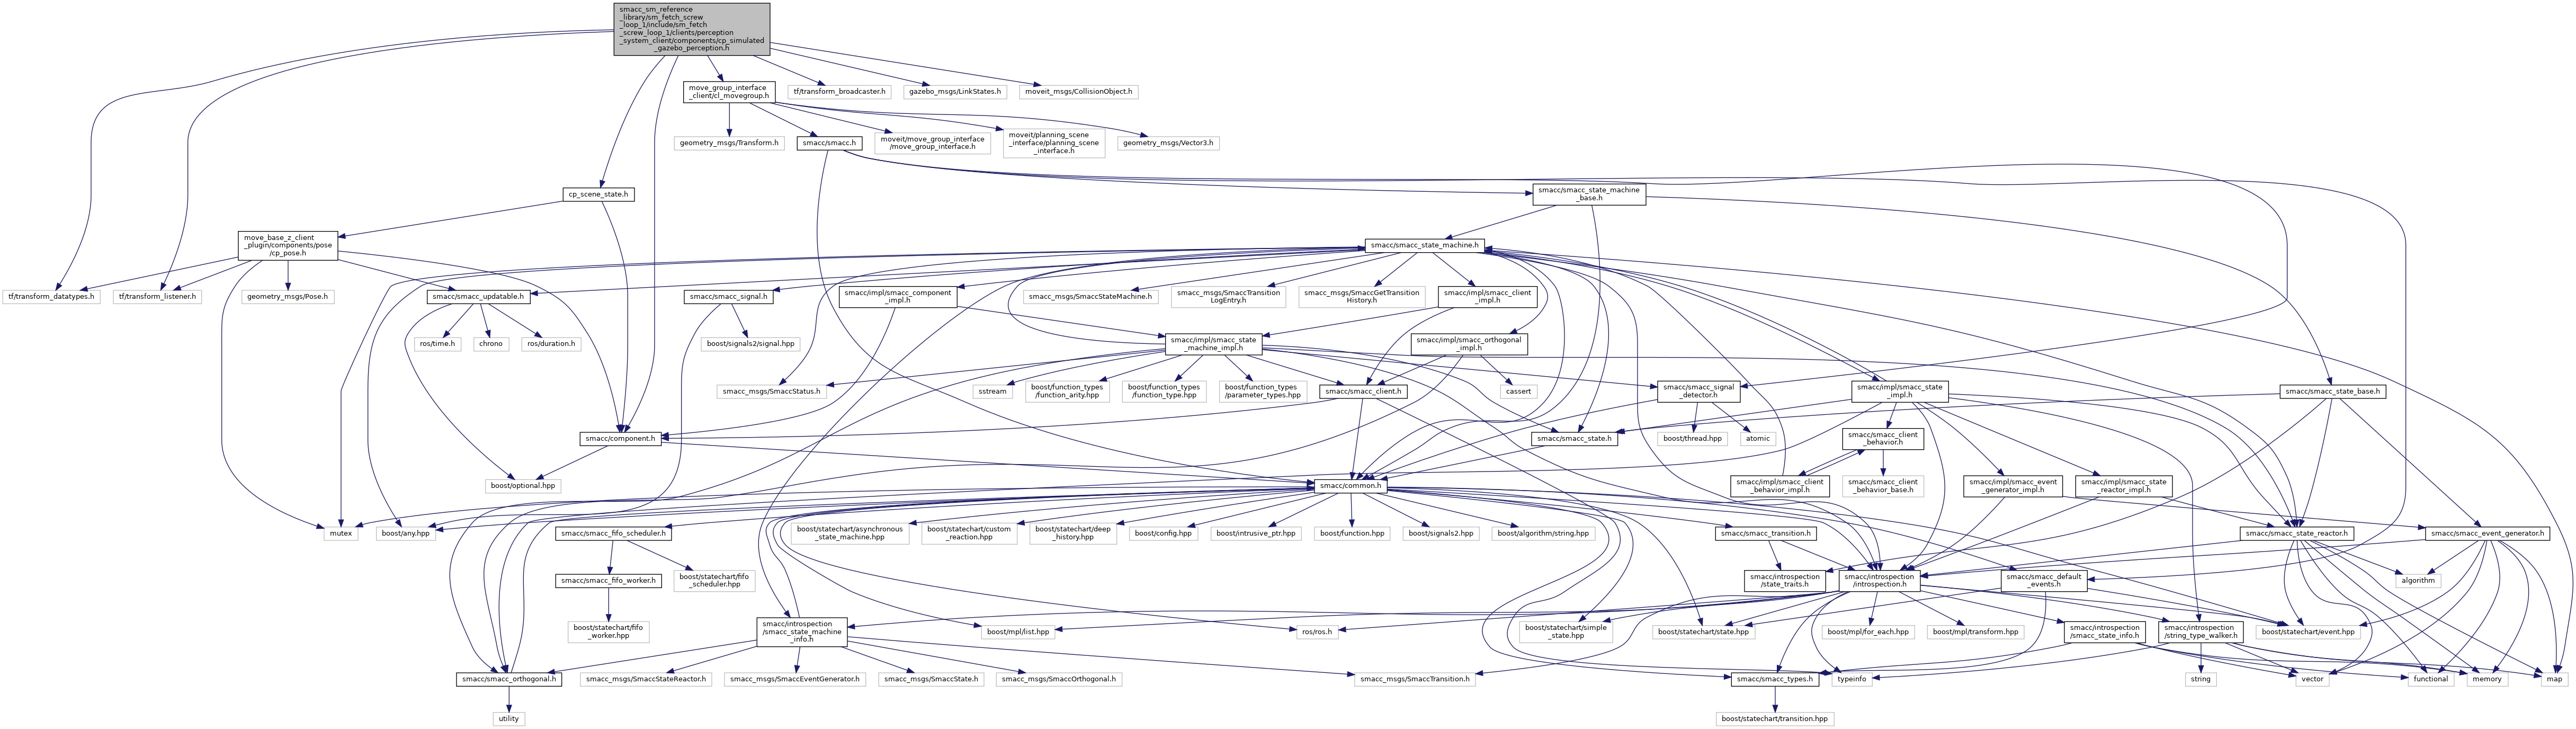 smacc_sm_reference
_library/sm_fetch_screw
_loop_1/include/sm_fetch
_screw_loop_1/clients/perception
_system_client/components/cp_simulated
_gazebo_perception.h
move_group_interface
_client/cl_movegroup.h
tf/transform_broadcaster.h
gazebo_msgs/LinkStates.h
moveit_msgs/CollisionObject.h
geometry_msgs/Transform.h
smacc/smacc.h
moveit/move_group_interface
/move_group_interface.h
moveit/planning_scene
_interface/planning_scene
_interface.h
geometry_msgs/Vector3.h
cp_scene_state.h
smacc/smacc_state_machine
_base.h
move_base_z_client
_plugin/components/pose
/cp_pose.h
smacc/smacc_state_machine.h
tf/transform_datatypes.h
tf/transform_listener.h
geometry_msgs/Pose.h
smacc/smacc_updatable.h
smacc/smacc_signal.h
smacc/impl/smacc_component
_impl.h
smacc_msgs/SmaccStateMachine.h
smacc_msgs/SmaccTransition
LogEntry.h
smacc_msgs/SmaccGetTransition
History.h
smacc/impl/smacc_client
_impl.h
ros/time.h
chrono
ros/duration.h
boost/signals2/signal.hpp
smacc/impl/smacc_state
_machine_impl.h
smacc/impl/smacc_orthogonal
_impl.h
smacc_msgs/SmaccStatus.h
sstream
boost/function_types
/function_arity.hpp
boost/function_types
/function_type.hpp
boost/function_types
/parameter_types.hpp
smacc/smacc_client.h
cassert
smacc/smacc_signal
_detector.h
smacc/impl/smacc_state
_impl.h
smacc/smacc_state_base.h
smacc/component.h
smacc/smacc_state.h
boost/thread.hpp
atomic
smacc/smacc_client
_behavior.h
boost/optional.hpp
smacc/common.h
smacc/impl/smacc_client
_behavior_impl.h
smacc/smacc_client
_behavior_base.h
smacc/impl/smacc_event
_generator_impl.h
smacc/impl/smacc_state
_reactor_impl.h
mutex
boost/any.hpp
smacc/smacc_fifo_scheduler.h
boost/statechart/asynchronous
_state_machine.hpp
boost/statechart/custom
_reaction.hpp
boost/statechart/deep
_history.hpp
boost/config.hpp
boost/intrusive_ptr.hpp
boost/function.hpp
boost/signals2.hpp
boost/algorithm/string.hpp
smacc/smacc_transition.h
smacc/smacc_state_reactor.h
smacc/smacc_event_generator.h
smacc/smacc_fifo_worker.h
boost/statechart/fifo
_scheduler.hpp
smacc/introspection
/state_traits.h
smacc/introspection
/introspection.h
smacc/smacc_default
_events.h
algorithm
boost/statechart/fifo
_worker.hpp
smacc/introspection
/smacc_state_machine
_info.h
boost/mpl/list.hpp
ros/ros.h
boost/statechart/simple
_state.hpp
boost/statechart/state.hpp
boost/mpl/for_each.hpp
boost/mpl/transform.hpp
smacc/introspection
/smacc_state_info.h
smacc/introspection
/string_type_walker.h
boost/statechart/event.hpp
smacc/smacc_orthogonal.h
smacc_msgs/SmaccStateReactor.h
smacc_msgs/SmaccEventGenerator.h
smacc_msgs/SmaccState.h
smacc_msgs/SmaccOrthogonal.h
smacc_msgs/SmaccTransition.h
smacc/smacc_types.h
typeinfo
string
vector
functional
memory
map
utility
boost/statechart/transition.hpp